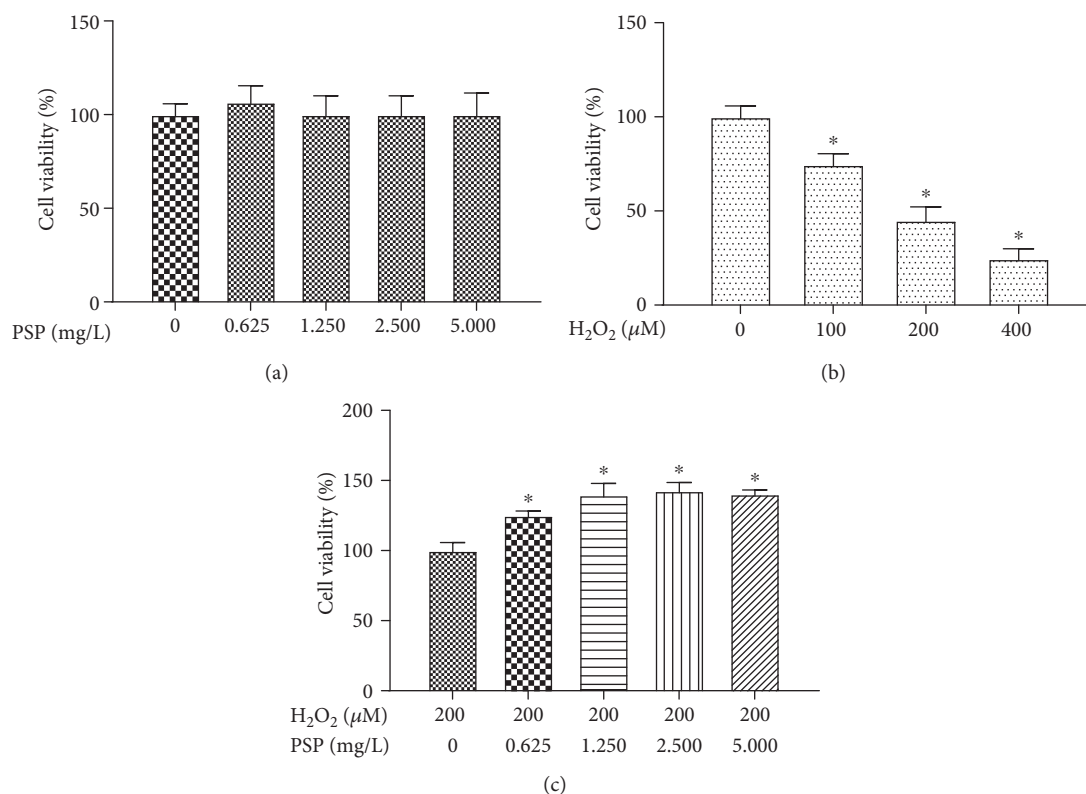 150
100
50
0
Cell viability (%)
PSP (mg/L)
0 0.625 1.250 2.500 5.000
(a)
150
100
50
0
Cell viability (%)
* * *
H₂O₂ (μM)
0 100 200 400
(b)
200
150
100
50
0
Cell viability (%)
* * * *
H₂O₂ (μM) 200 200 200 200 200
PSP (mg/L) 0 0.625 1.250 2.500 5.000
(c)